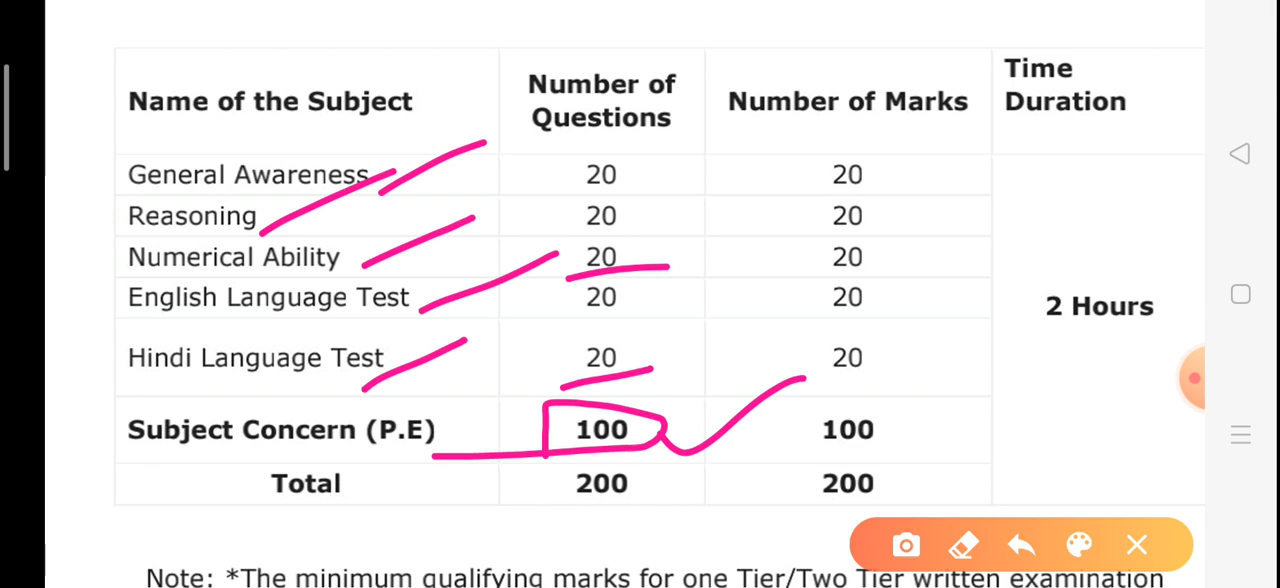 Name of the Subject Number of Questions Number of Marks Time Duration
General Awareness 20 20
Reasoning 20 20
Numerical Ability 20 20
English Language Test 20 20
2 Hours
Hindi Language Test 20 20
Subject Concern (P.E) 100 100
Total 200 200
Note: *The minimum qualifying marks for one Tier/Two Tier written examination